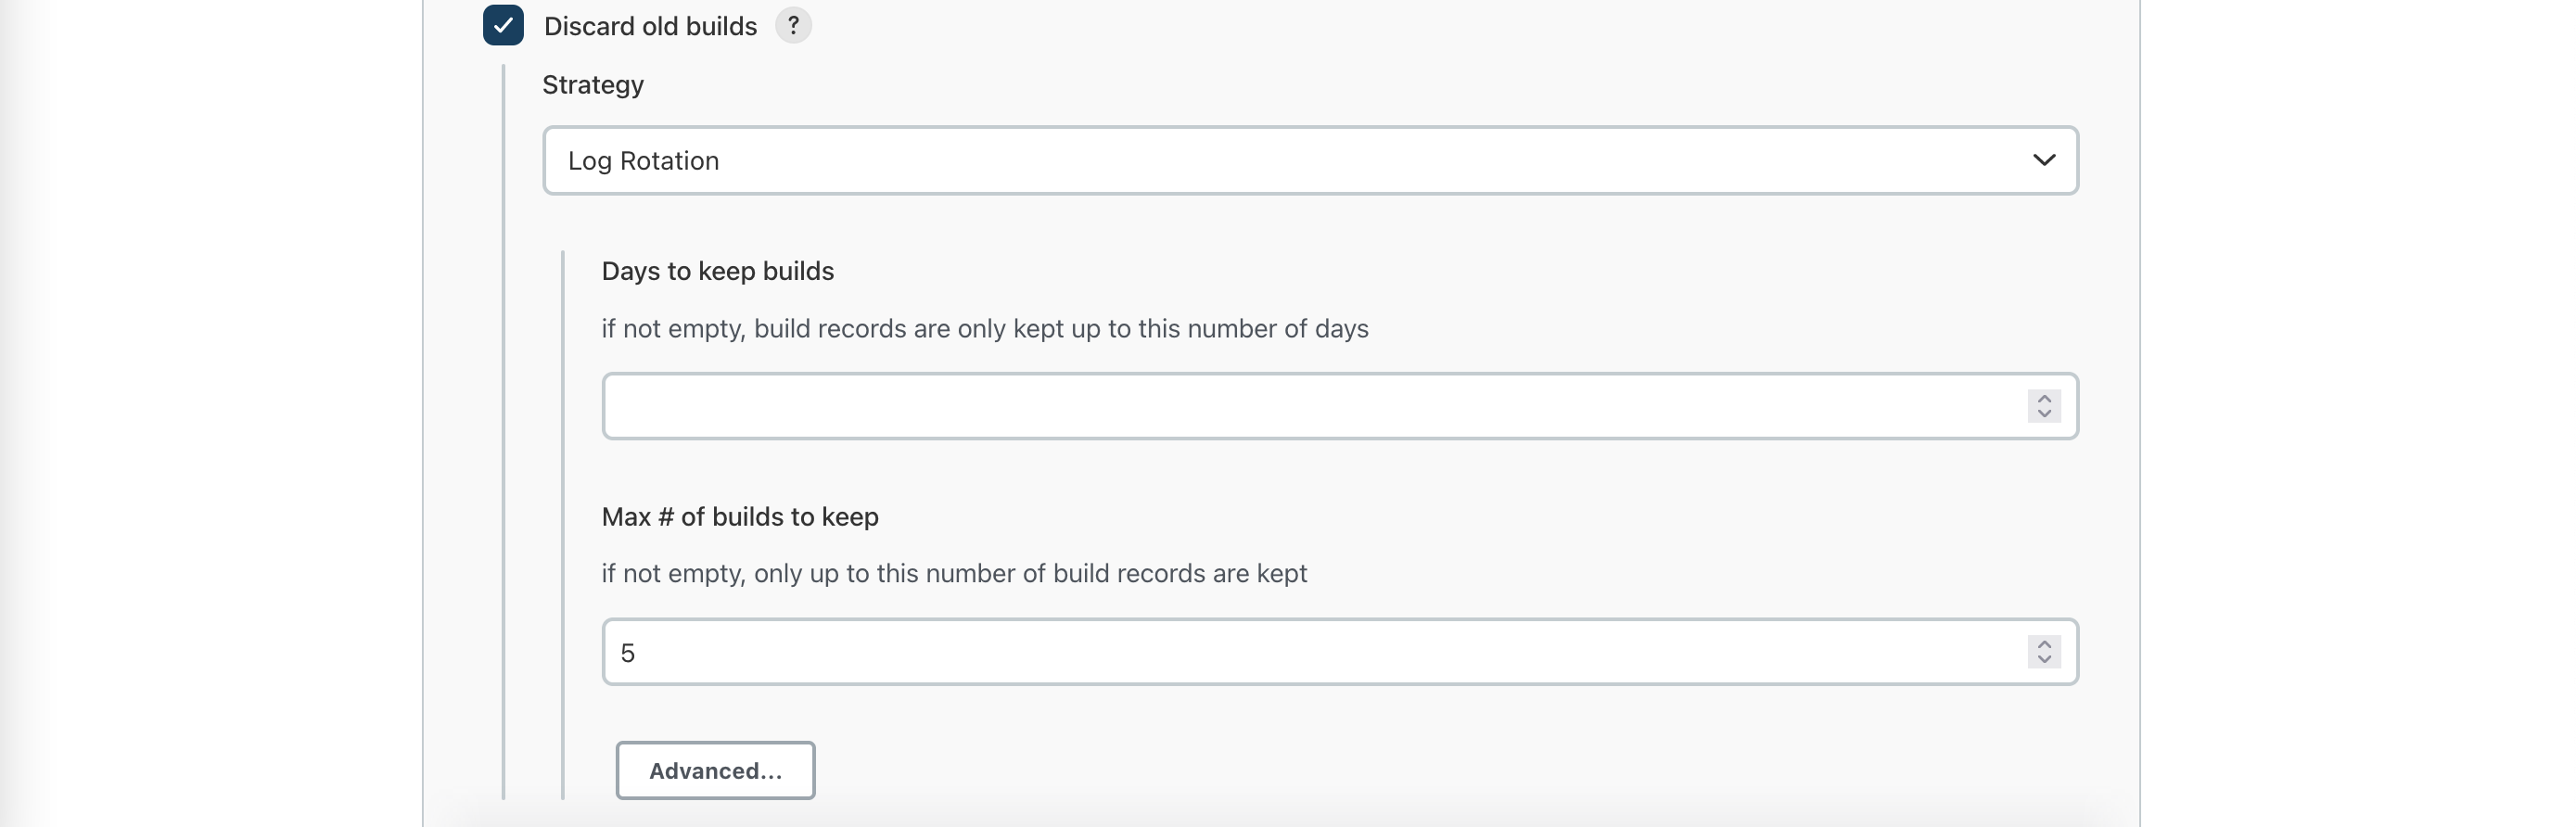 Discard old builds ?
Strategy
Log Rotation
Days to keep builds
if not empty, build records are only kept up to this number of days
Max # of builds to keep
if not empty, only up to this number of build records are kept
5
Advanced...